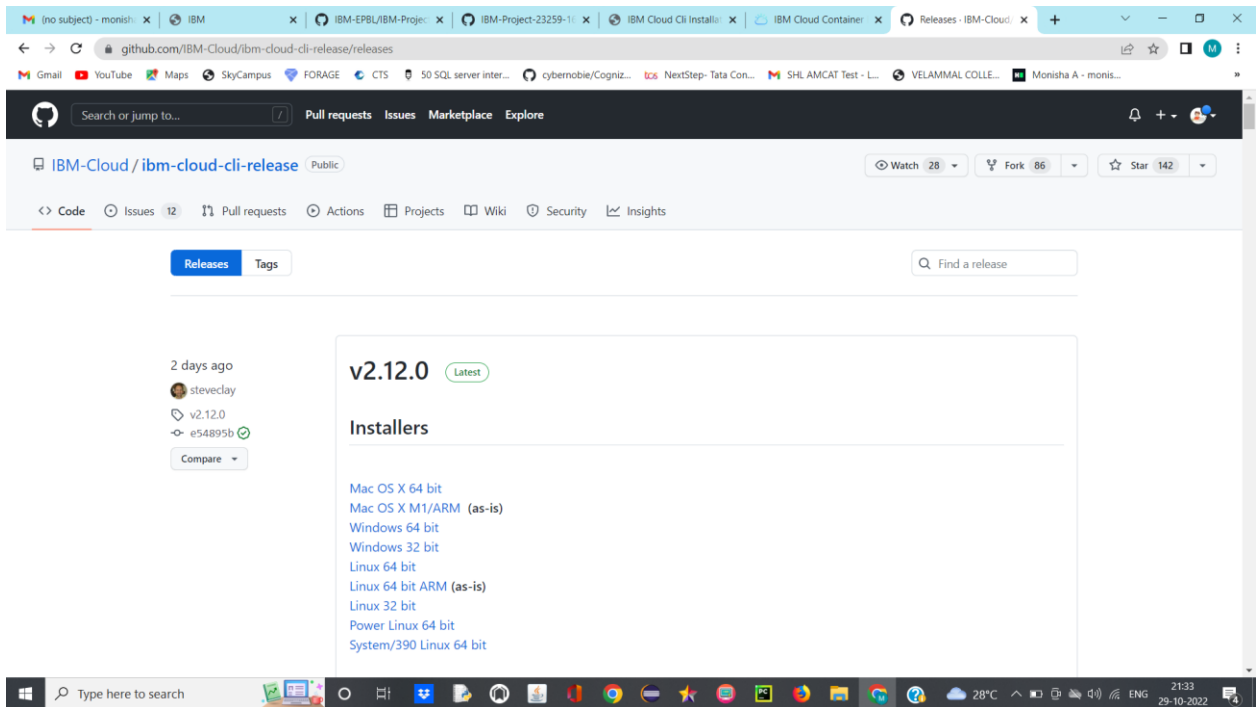 (no subject) - monish
IBM
IBM-EPBL/IBM-Projec
IBM-Project-23259-16
IBM Cloud Cli Installat
IBM Cloud Container
Releases · IBM-Cloud
github.com/IBM-Cloud/ibm-cloud-cli-release/releases
Gmail YouTube Maps SkyCampus FORAGE CTS 50 SQL server inter... cybernobie/Cogniz... tcs NextStep- Tata Con... SHL AMCAT Test - L... VELAMMAL COLLE... Monisha A - monis... »
Search or jump to... / Pull requests Issues Marketplace Explore
IBM-Cloud / ibm-cloud-cli-release Public Watch 28 Fork 86 Star 142
<> Code Issues 12 Pull requests Actions Projects Wiki Security Insights
Releases Tags Find a release
2 days ago
steveclay
v2.12.0
e54895b
Compare
v2.12.0 Latest
Installers
Mac OS X 64 bit
Mac OS X M1/ARM (as-is)
Windows 64 bit
Windows 32 bit
Linux 64 bit
Linux 64 bit ARM (as-is)
Linux 32 bit
Power Linux 64 bit
System/390 Linux 64 bit
Type here to search 28°C ENG 21:33
29-10-2022